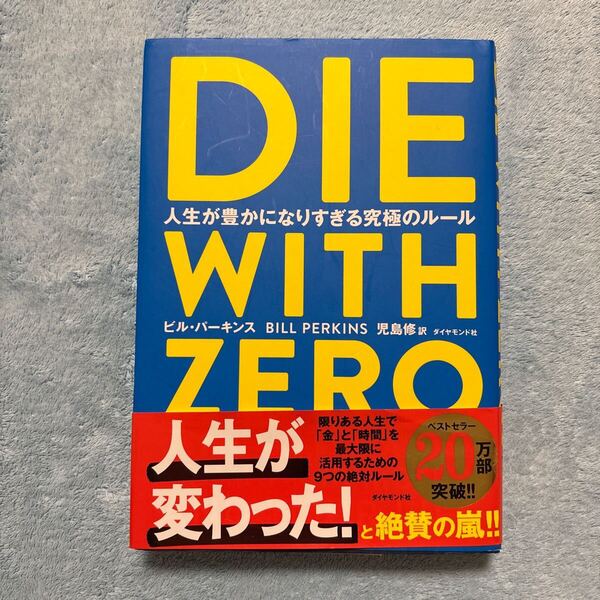 DIE
人生が豊かになりすぎる究極のルール
WITH
ビル・パーキンス BILL PERKINS 児島修 訳 ダイヤモンド社
ZERO
人生が
変わった!
と絶賛の嵐!!
限りある人生で
「金」と「時間」を
最大限に
活用するための
9つの絶対ルール
ダイヤモンド社
ベストセラー
20万部
突破!!